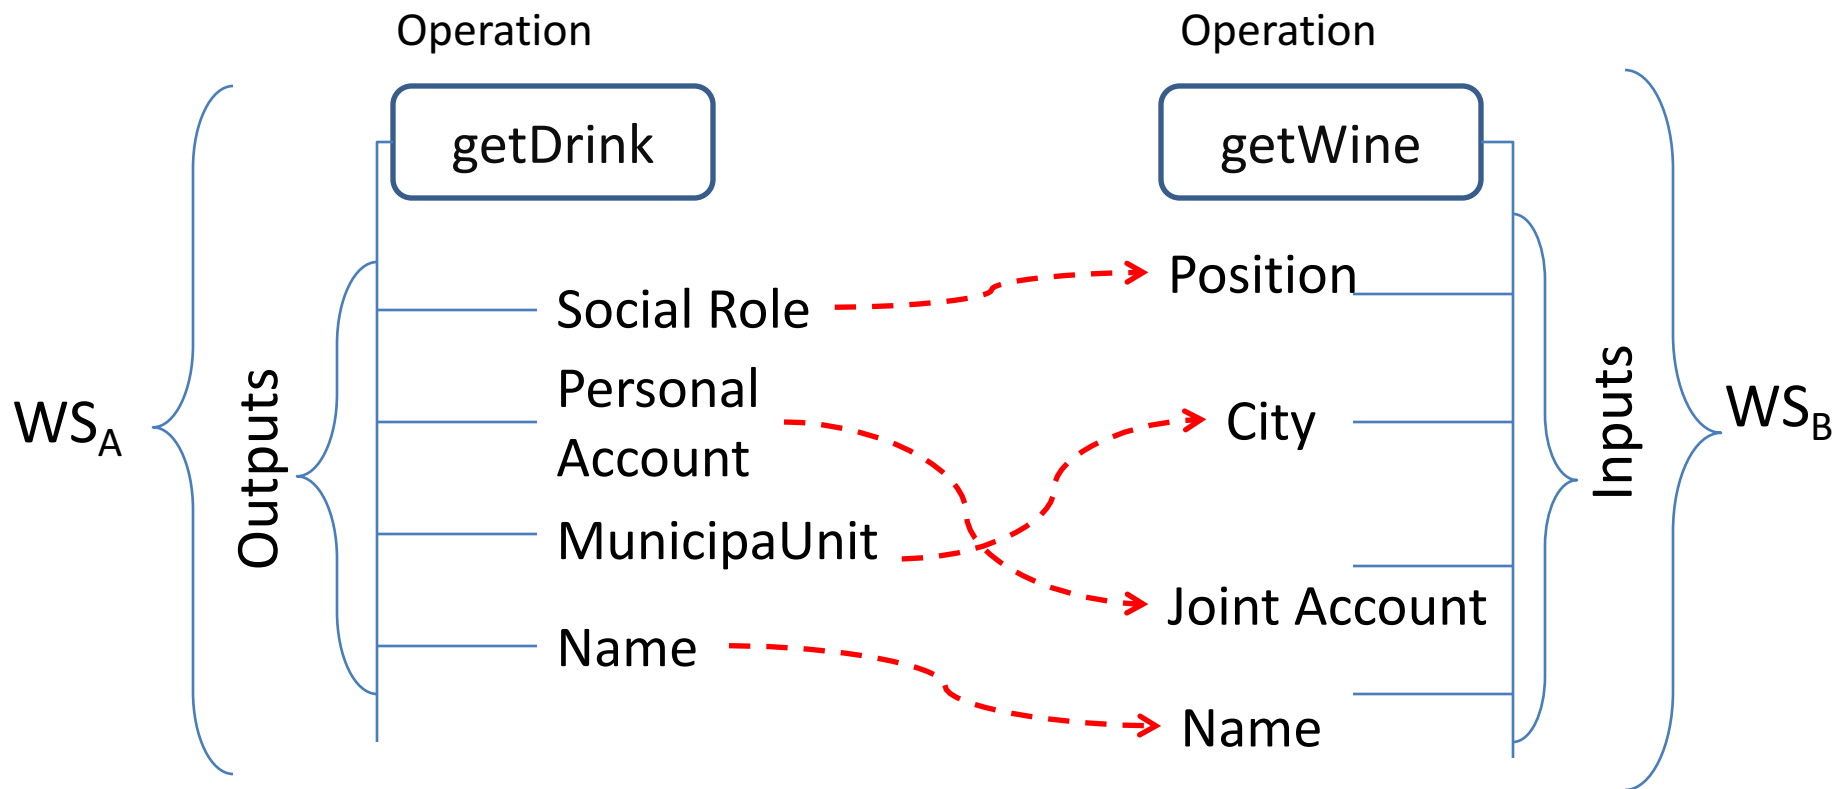 Operation
Operation
getDrink
getWine
Position
Social Role
Personal
Account
City
MunicipaUnit
Joint Account
Name
Name
Outputs
Inputs
WSA
WSB